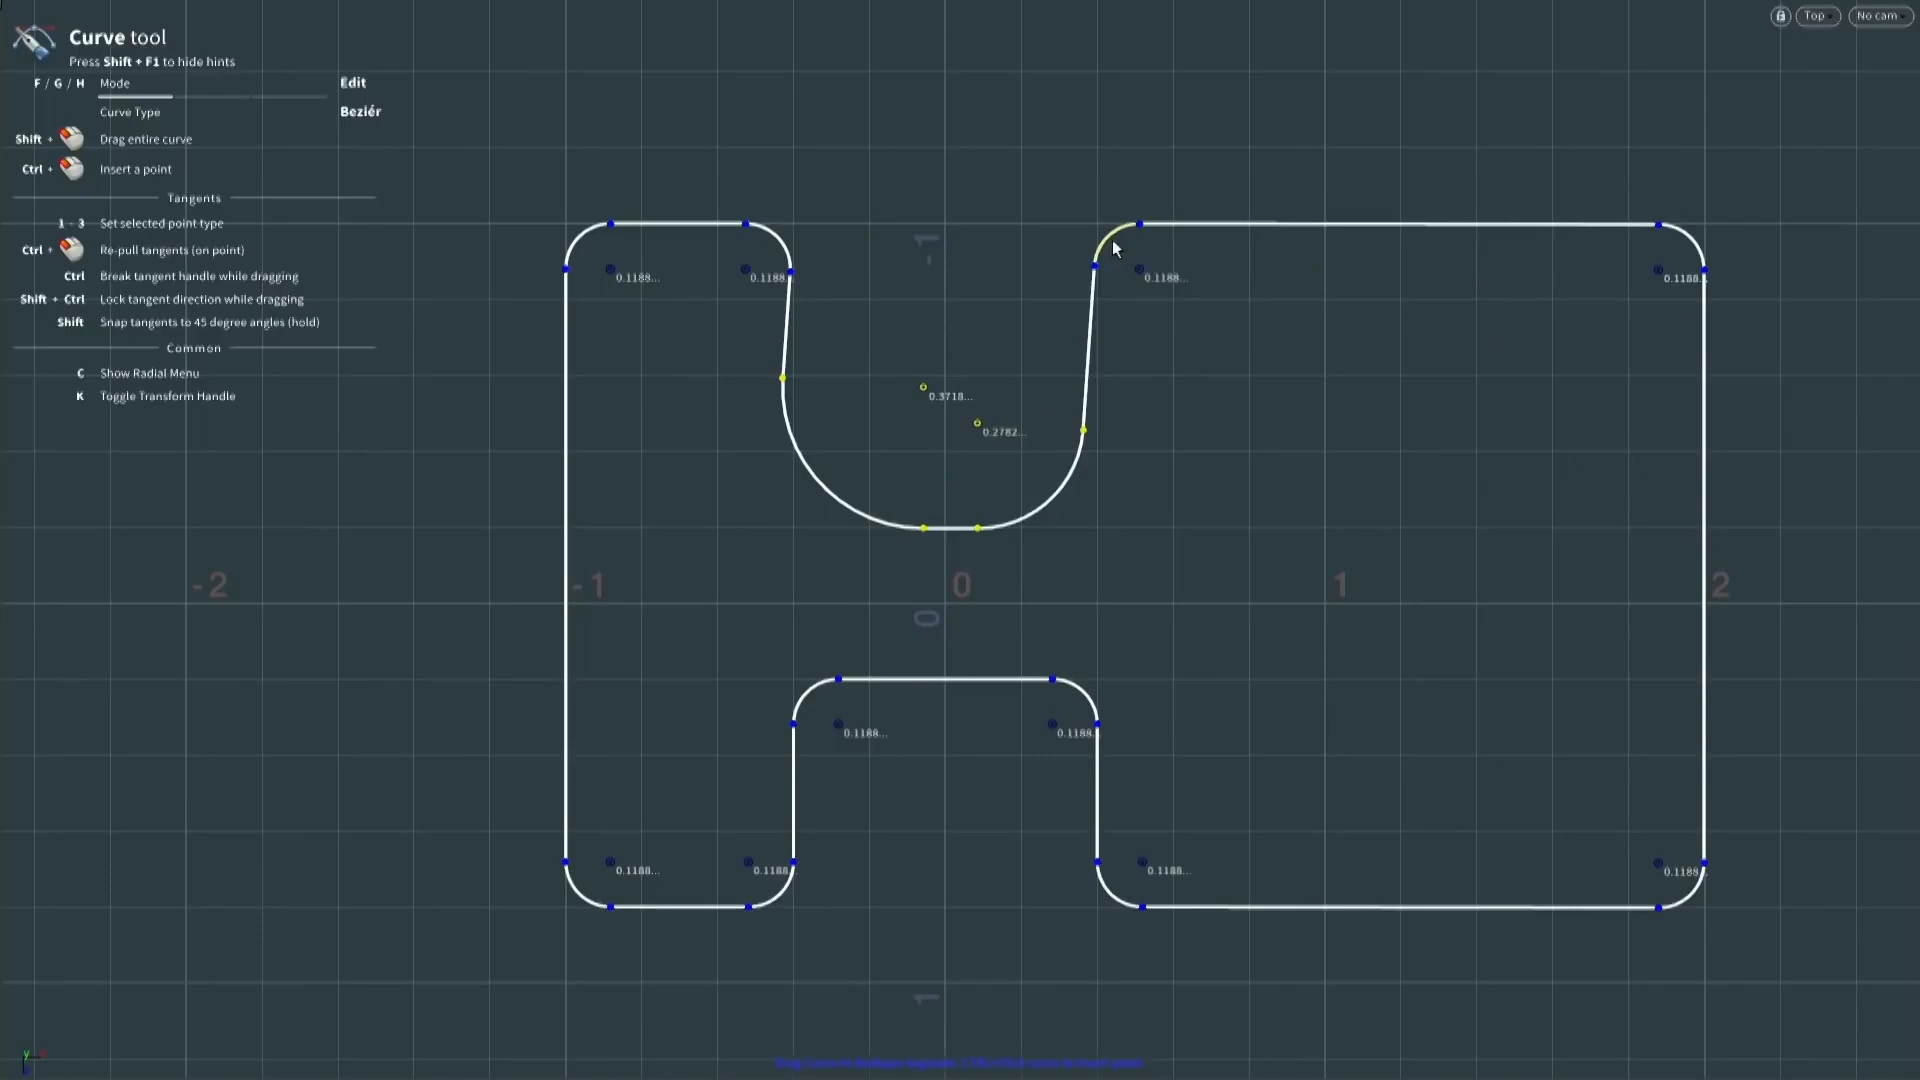 Curve tool
Press Shift + F1 to hide hints
F / G / H Mode Edit
Curve Type Beziér
Shift + Drag entire curve
Ctrl + Insert a point
Tangents
1 - 3 Set selected point type
Ctrl + Re-pull tangents (on point)
Ctrl Break tangent handle while dragging
Shift + Ctrl Lock tangent direction while dragging
Shift Snap tangents to 45 degree angles (hold)
Common
C Show Radial Menu
K Toggle Transform Handle
Top
No cam
-1
0.1188...
0.1188...
0.1188...
0.1188...
0.3718...
0.2782...
-2
-1
0
1
2
0
0.1188...
0.1188...
0.1188...
0.1188...
0.1188...
0.1188...
1
y